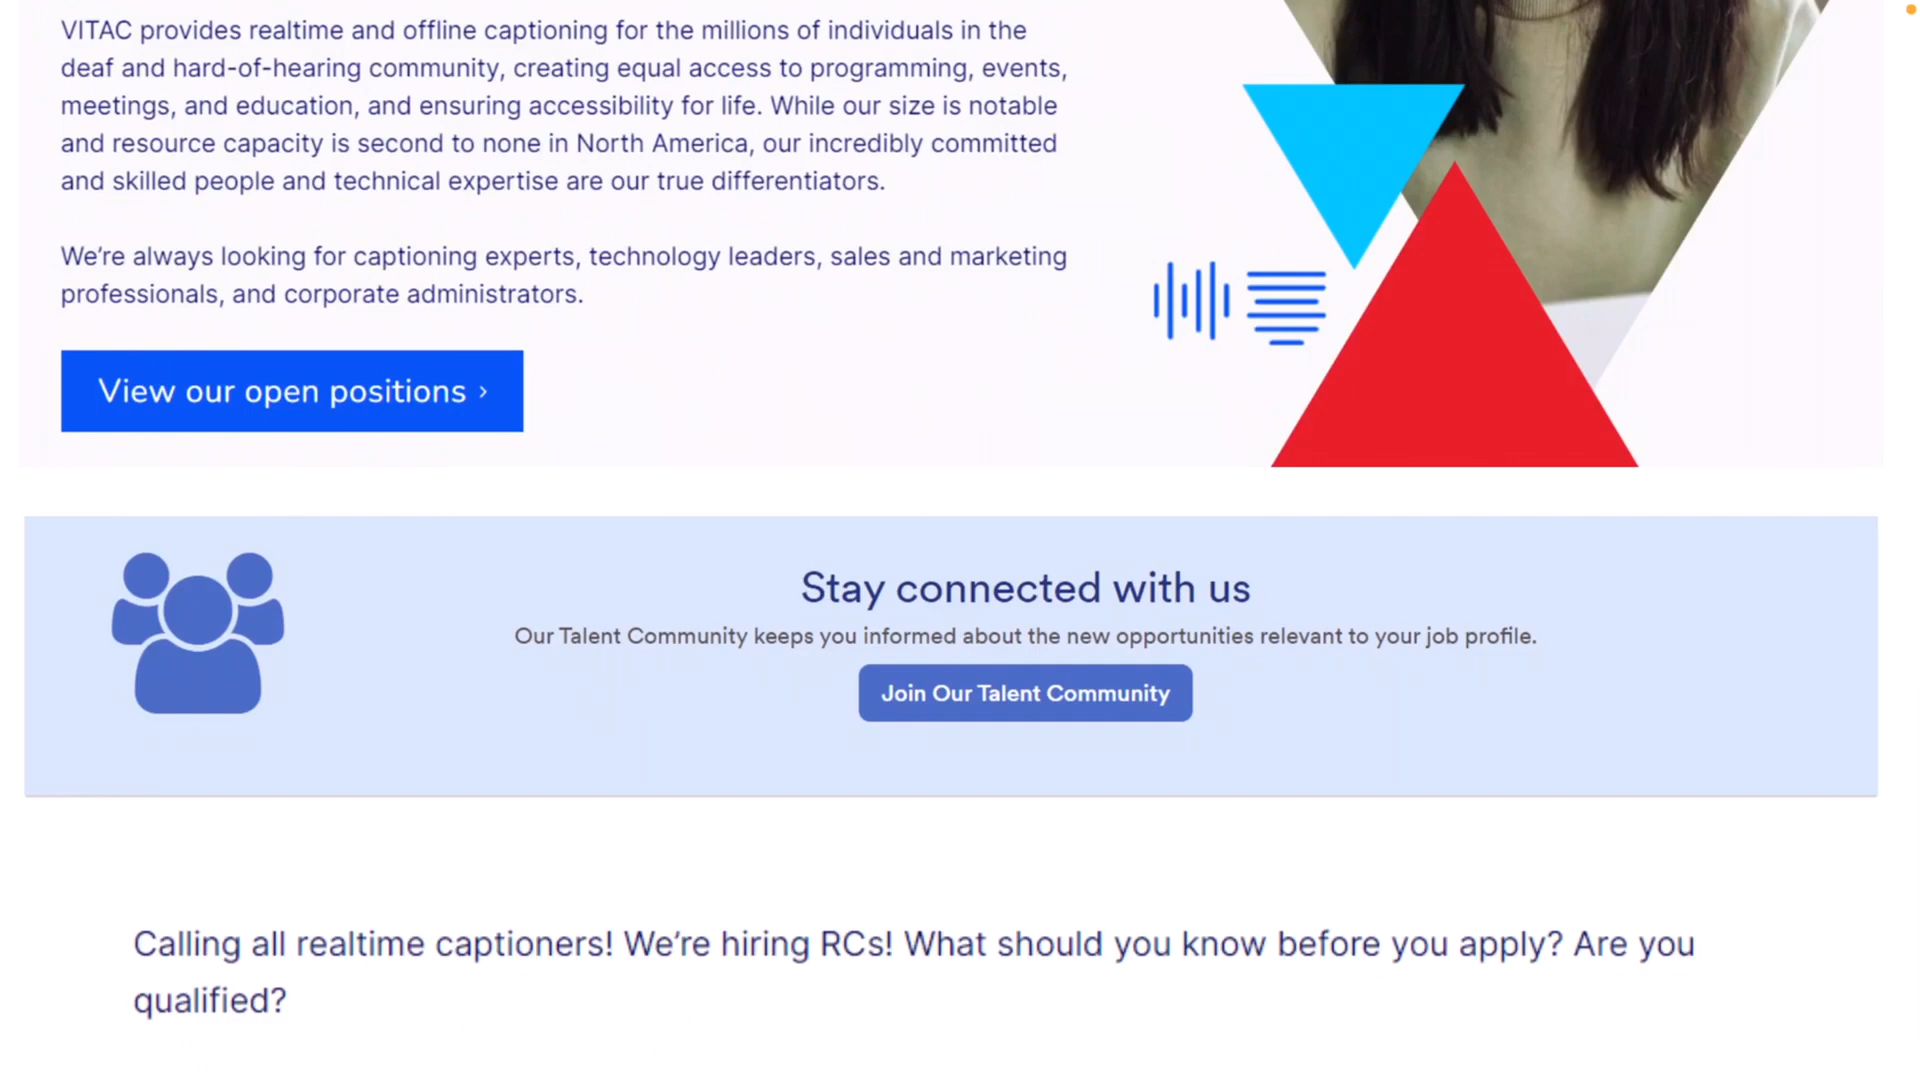 VITAC provides realtime and offline captioning for the millions of individuals in the
deaf and hard-of-hearing community, creating equal access to programming, events,
meetings, and education, and ensuring accessibility for life. While our size is notable
and resource capacity is second to none in North America, our incredibly committed
and skilled people and technical expertise are our true differentiators.
We’re always looking for captioning experts, technology leaders, sales and marketing
professionals, and corporate administrators.
View our open positions ›
Stay connected with us
Our Talent Community keeps you informed about the new opportunities relevant to your job profile.
Join Our Talent Community
Calling all realtime captioners! We’re hiring RCs! What should you know before you apply? Are you
qualified?